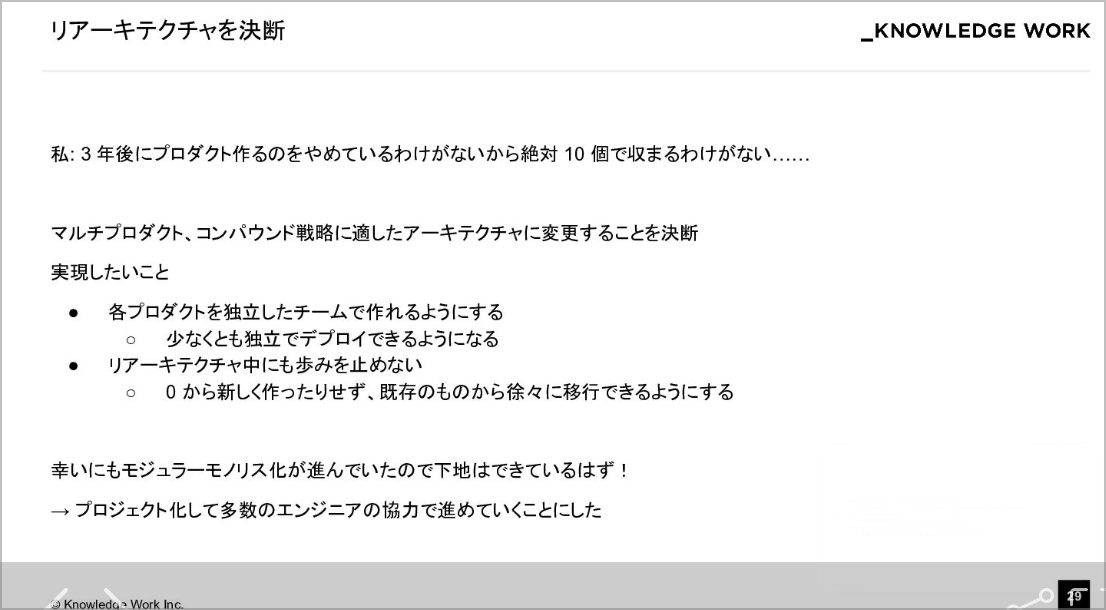 リアーキテクチャを決断
_KNOWLEDGE WORK
私: 3 年後にプロダクト作るのをやめているわけがないから絶対 10 個で収まるわけがない……
マルチプロダクト、コンパウンド戦略に適したアーキテクチャに変更することを決断
実現したいこと
● 各プロダクトを独立したチームで作れるようにする
○ 少なくとも独立でデプロイできるようになる
● リアーキテクチャ中にも歩みを止めない
○ 0 から新しく作ったりせず、既存のものから徐々に移行できるようにする
幸いにもモジュラーモノリス化が進んでいたので下地はできているはず！
→ プロジェクト化して多数のエンジニアの協力で進めていくことにした
© Knowledge Work Inc.
29